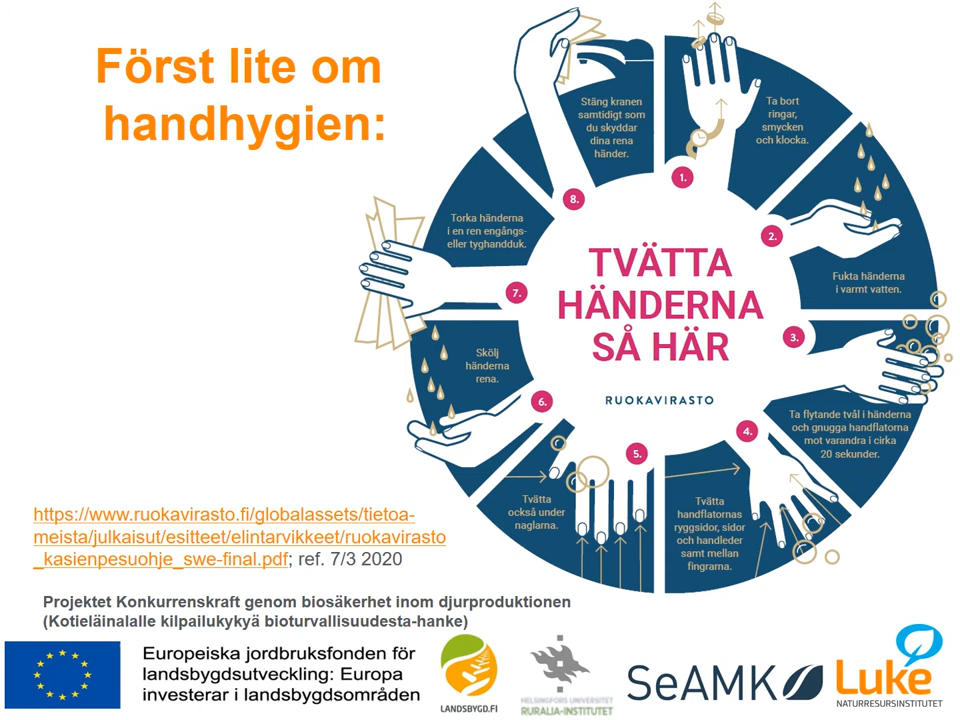 Först lite om
handhygien:
TVÄTTA
HÄNDERNA
SÅ HÄR
RUOKAVIRASTO
1.
Ta bort
ringar,
smycken
och klocka.
2.
Fukta händerna
i varmt vatten.
3.
Ta flytande tvål i händerna
och gnugga handflatorna
mot varandra i cirka
20 sekunder.
4.
Tvätta
handflatornas
ryggsidor, sidor
och handleder
samt mellan
fingrarna.
5.
Tvätta
också under
naglarna.
6.
Skölj
händerna
rena.
7.
Torka händerna
i en ren engångs-
eller tyghandduk.
8.
Stäng kranen
samtidigt som
du skyddar
dina rena
händer.
https://www.ruokavirasto.fi/globalassets/tietoa-
meista/julkaisut/esitteet/elintarvikkeet/ruokavirasto
_kasienpesuohje_swe-final.pdf; ref. 7/3 2020
Projektet Konkurrenskraft genom biosäkerhet inom djurproduktionen
(Kotieläinalalle kilpailukykyä bioturvallisuudesta-hanke)
Europeiska jordbruksfonden för
landsbygdsutveckling: Europa
investerar i landsbygdsområden
LANDSBYGD.FI
HELSINGFORS UNIVERSITET
RURALIA-INSTITUTET
SeAMK
Luke
NATURRESURSINSTITUTET